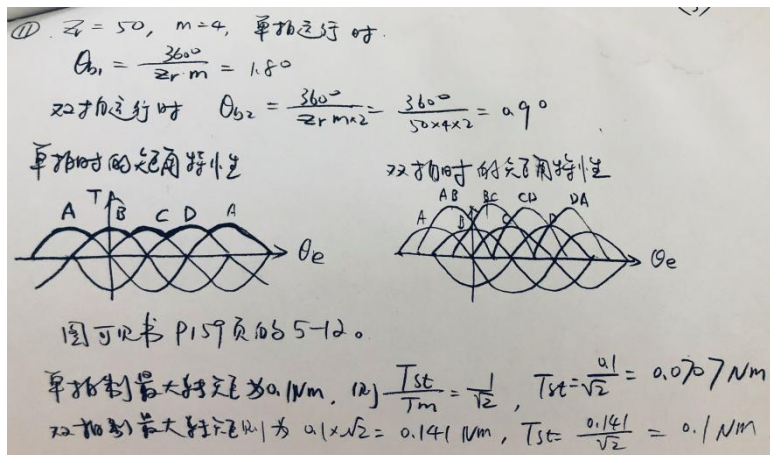 ⑪. Zr = 50, m=4, 单拍运行时.
θb1 = 360°/Zr·m = 1.8°
双拍运行时 θb2 = 360°/Zr m×2 = 360°/50×4×2 = 0.9°
单拍时的矩角特性 双拍时的矩角特性
A T B C D A θe
AB BC CD DA
A B C D θe
图可见书 P159页的 5-12。
单拍制最大转矩为0.1Nm, 则 Tst/Tm = 1/√2, Tst = 0.1/√2 = 0.0707 Nm
双拍制最大转矩则为 0.1×√2 = 0.141 Nm, Tst = 0.141/√2 = 0.1 Nm